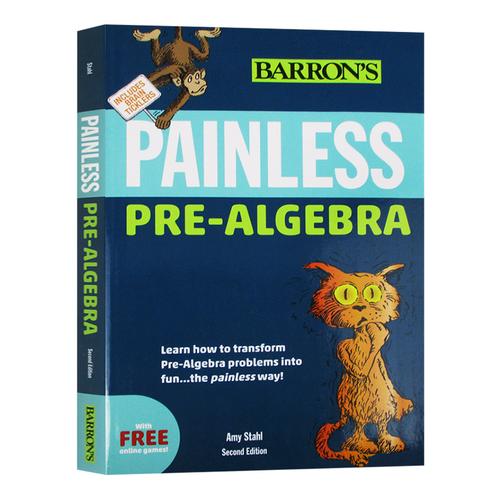 Stahl
PAINLESS
PRE-ALGEBRA
Second Edition
BARRON'S
BARRON'S
INCLUDES
BRAIN
TICKLERS
PAINLESS
PRE-ALGEBRA
Learn how to transform
Pre-Algebra problems into
fun...the painless way!
With
FREE
online games!
Amy Stahl
Second Edition